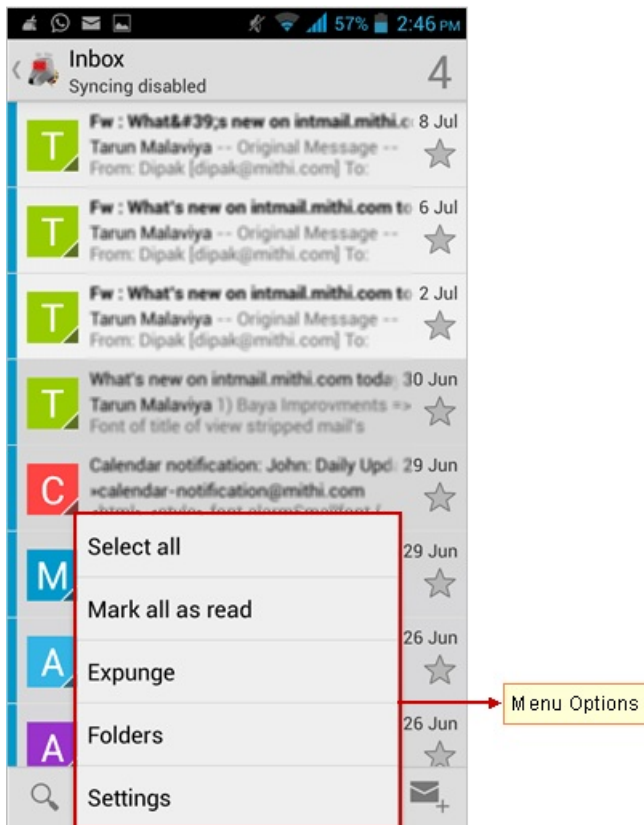 57% 2:46 PM
Inbox
Syncing disabled
4
Fw : What&#39;s new on intmail.mithi.c 8 Jul
T
Tarun Malaviya -- Original Message --
From: Dipak [dipak@mithi.com] To:
Fw : What's new on intmail.mithi.com to 6 Jul
T
Tarun Malaviya -- Original Message --
From: Dipak [dipak@mithi.com] To:
Fw : What's new on intmail.mithi.com to 2 Jul
T
Tarun Malaviya -- Original Message --
From: Dipak [dipak@mithi.com] To:
What's new on intmail.mithi.com today 30 Jun
T
Tarun Malaviya 1) Baya Improvments =>
Font of title of view stripped mail's
Calendar notification: John: Daily Upd 29 Jun
C
»calendar-notification@mithi.com
Select all
29 Jun
M
Mark all as read
26 Jun
A
Expunge
Menu Options
26 Jun
A
Folders
Settings